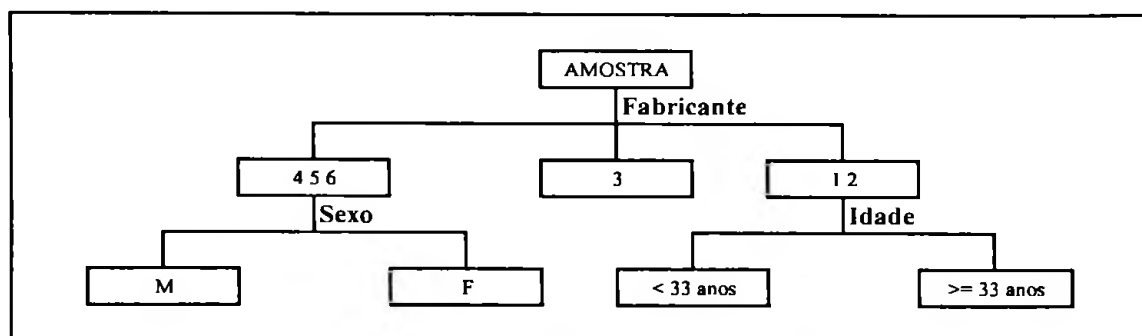 AMOSTRA
Fabricante
4 5 6
3
1 2
Sexo
Idade
M
F
< 33 anos
>= 33 anos